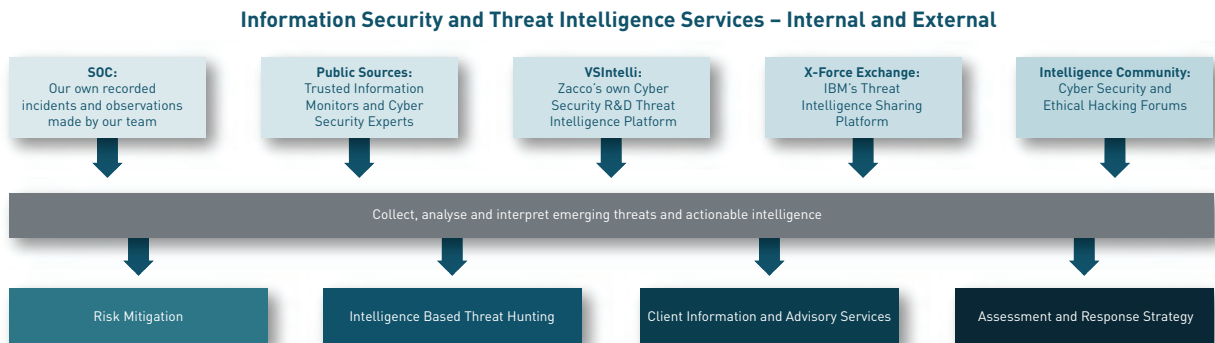 Information Security and Threat Intelligence Services – Internal and External
SOC:
Our own recorded
incidents and observations
made by our team
Public Sources:
Trusted Information
Monitors and Cyber
Security Experts
VSIntelli:
Zacco's own Cyber
Security R&D Threat
Intelligence Platform
X-Force Exchange:
IBM's Threat
Intelligence Sharing
Platform
Intelligence Community:
Cyber Security and
Ethical Hacking Forums
Collect, analyse and interpret emerging threats and actionable intelligence
Risk Mitigation
Intelligence Based Threat Hunting
Client Information and Advisory Services
Assessment and Response Strategy